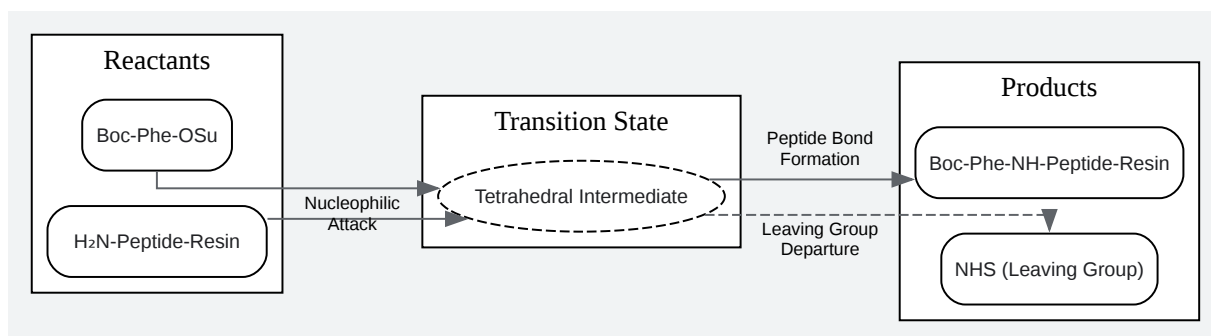 Reactants
Boc-Phe-OSu
H₂N-Peptide-Resin
Nucleophilic
Attack
Transition State
Tetrahedral Intermediate
Peptide Bond
Formation
Leaving Group
Departure
Products
Boc-Phe-NH-Peptide-Resin
NHS (Leaving Group)